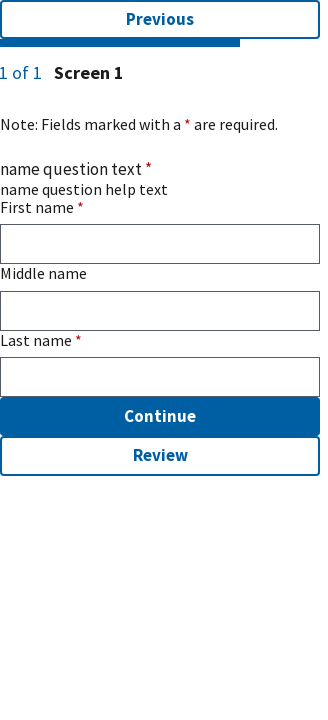 Previous
1 of 1 Screen 1
Note: Fields marked with a * are required.
name question text *
name question help text
First name *
Middle name
Last name *
Continue
Review